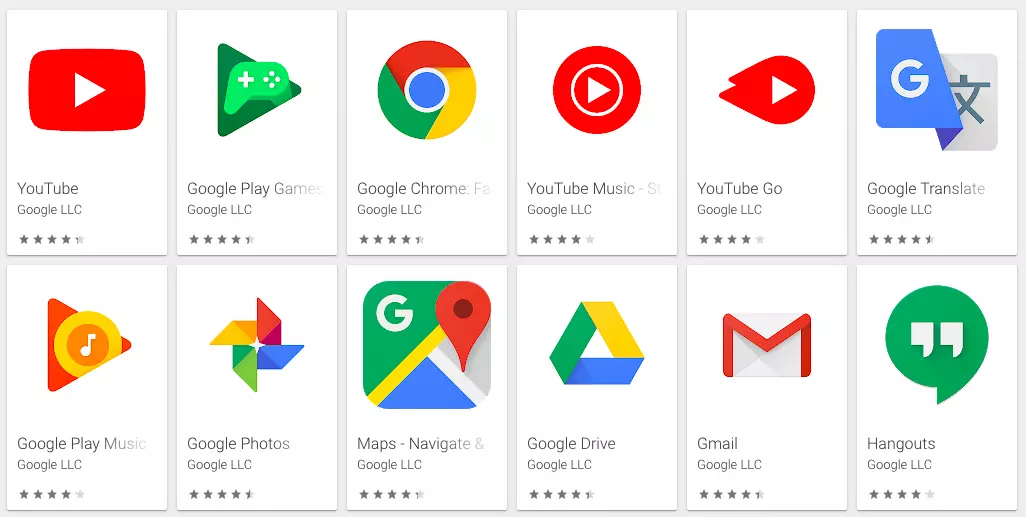 YouTube
Google LLC
Google Play Games
Google LLC
Google Chrome: Fa
Google LLC
YouTube Music - St
Google LLC
YouTube Go
Google LLC
G
文
Google Translate
Google LLC
Google Play Music
Google LLC
Google Photos
Google LLC
G
Maps - Navigate &
Google LLC
Google Drive
Google LLC
Gmail
Google LLC
Hangouts
Google LLC